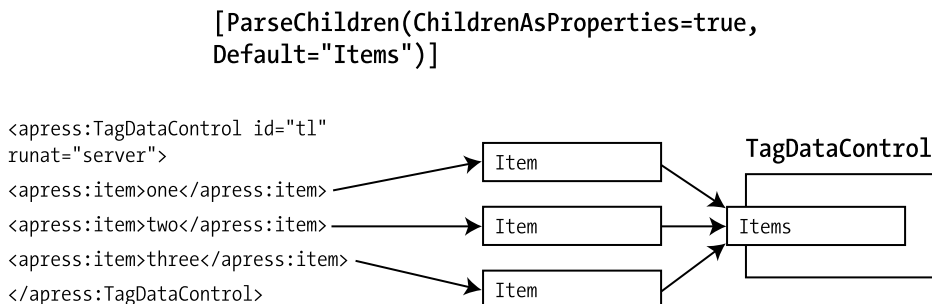 [ParseChildren(ChildrenAsProperties=true,
Default="Items")]
<apress:TagDataControl id="tl"
runat="server">
<apress:item>one</apress:item>
<apress:item>two</apress:item>
<apress:item>three</apress:item>
</apress:TagDataControl>
Item
Item
Item
TagDataControl
Items